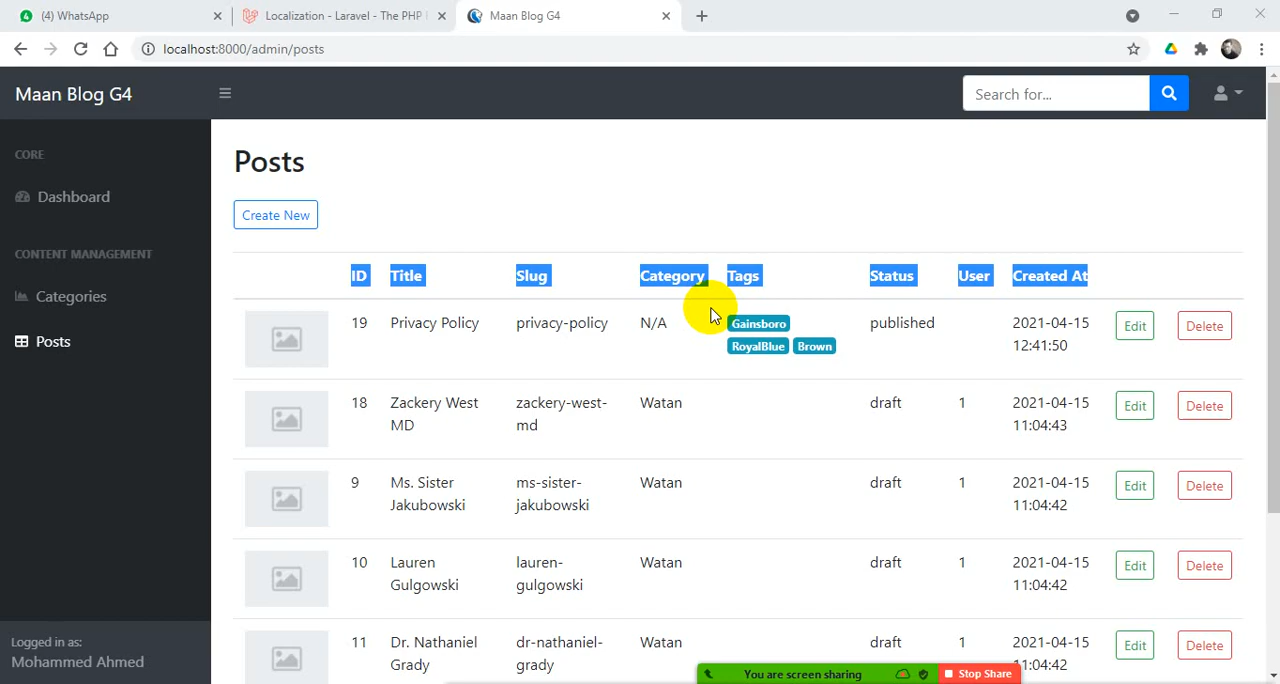 (4) WhatsApp
Localization - Laravel - The PHP
Maan Blog G4
localhost:8000/admin/posts
Maan Blog G4
Search for...
CORE
Dashboard
CONTENT MANAGEMENT
Categories
Posts
Logged in as:
Mohammed Ahmed
Posts
Create New
ID Title Slug Category Tags Status User Created At
19 Privacy Policy privacy-policy N/A Gainsboro published 2021-04-15 Edit Delete
RoyalBlue Brown 12:41:50
18 Zackery West zackery-west- Watan draft 1 2021-04-15 Edit Delete
MD md 11:04:43
9 Ms. Sister ms-sister- Watan draft 1 2021-04-15 Edit Delete
Jakubowski jakubowski 11:04:42
10 Lauren lauren- Watan draft 1 2021-04-15 Edit Delete
Gulgowski gulgowski 11:04:42
11 Dr. Nathaniel dr-nathaniel- Watan draft 1 2021-04-15 Edit Delete
Grady grady 11:04:42
You are screen sharing Stop Share